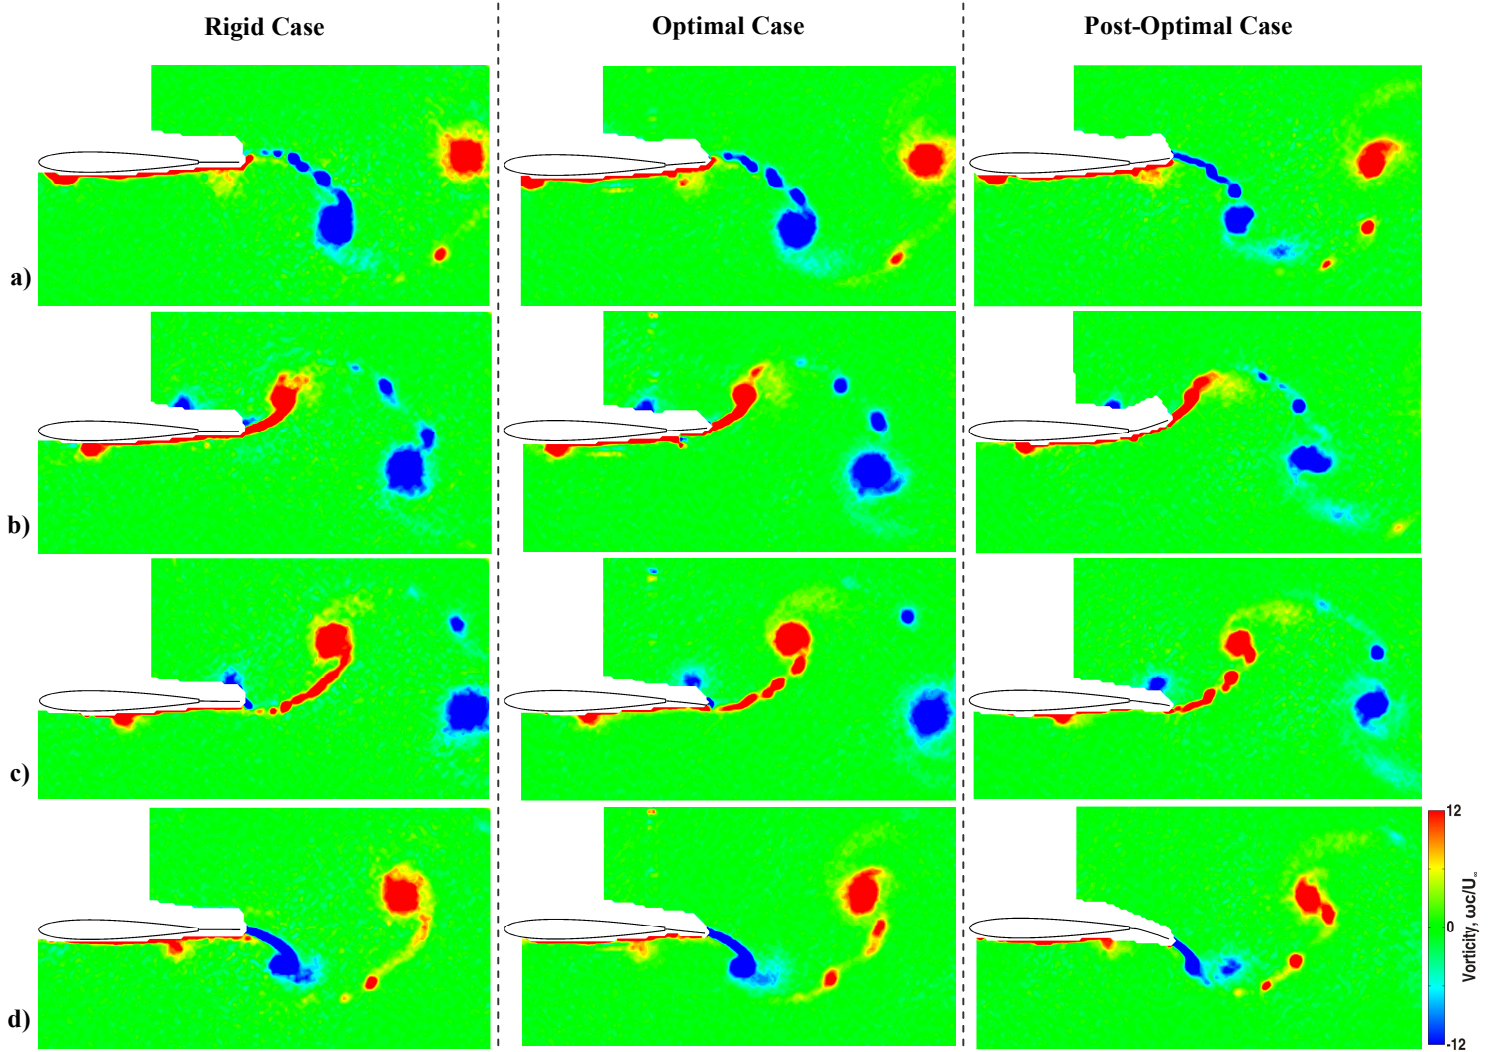 Rigid Case Optimal Case Post-Optimal Case
a)
b)
c)
12
0
-12
Vorticity, ωc/U∞
d)